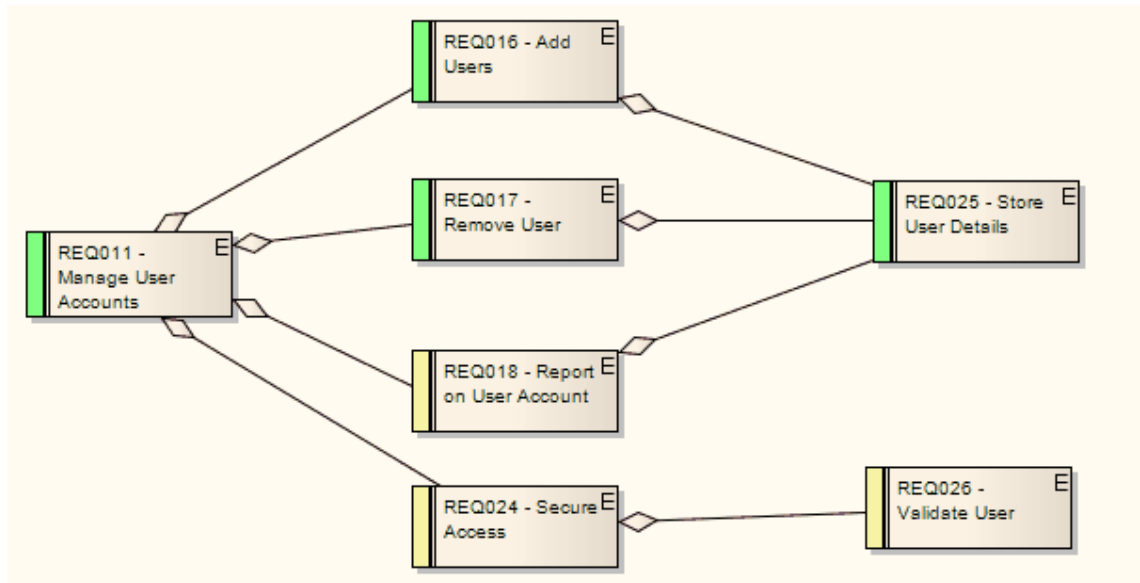 REQ016 - Add E
Users
REQ017 - E
Remove User
REQ025 - Store E
User Details
REQ011 - E
Manage User
Accounts
REQ018 - Report E
on User Account
REQ024 - Secure E
Access
REQ026 - E
Validate User